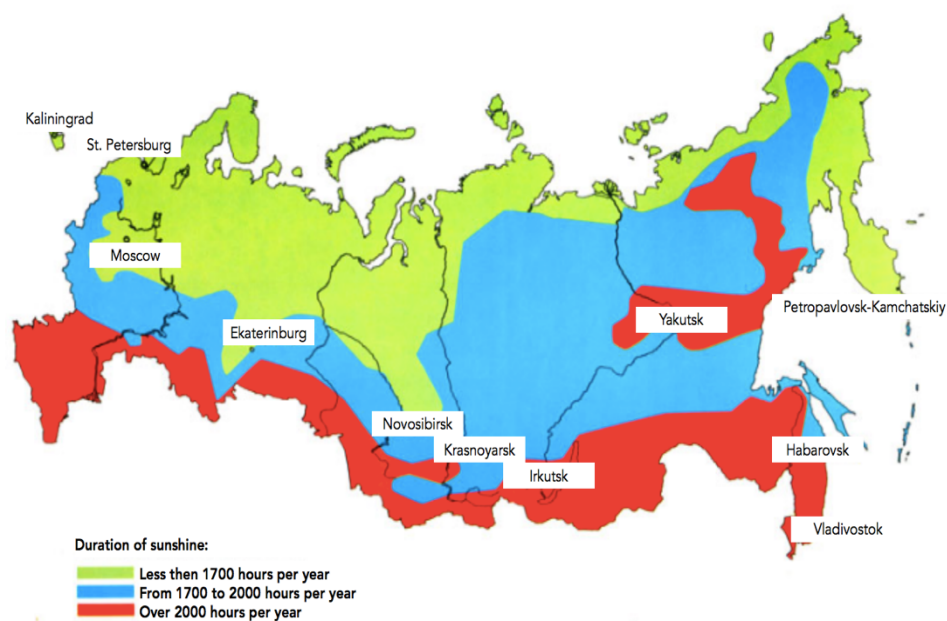 Kaliningrad
St. Petersburg
Moscow
Ekaterinburg
Yakutsk
Petropavlovsk-Kamchatskiy
Novosibirsk
Krasnoyarsk
Irkutsk
Habarovsk
Vladivostok
Duration of sunshine:
Less then 1700 hours per year
From 1700 to 2000 hours per year
Over 2000 hours per year